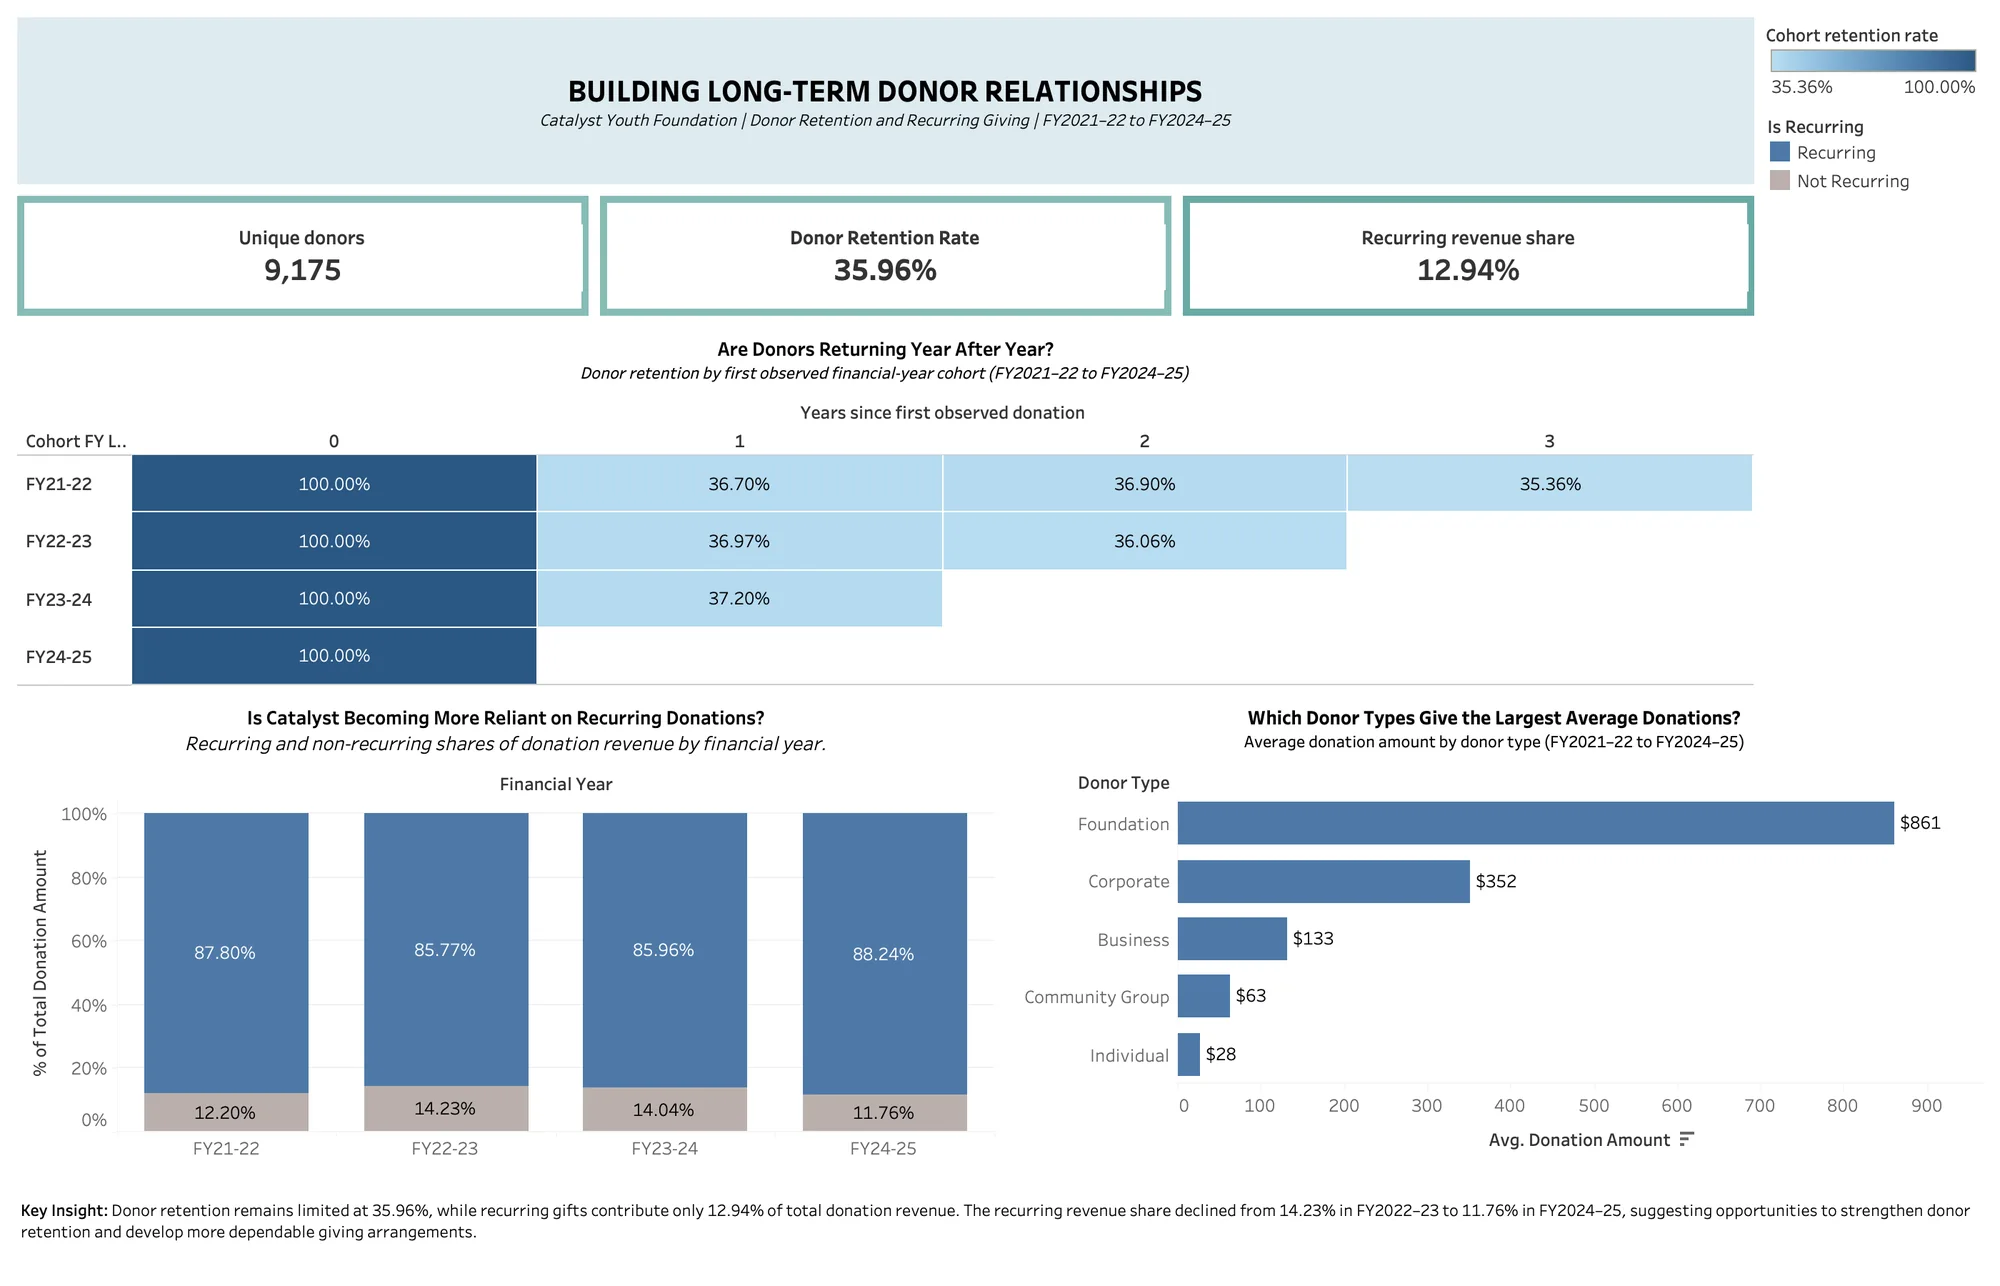 BUILDING LONG-TERM DONOR RELATIONSHIPS
Catalyst Youth Foundation | Donor Retention and Recurring Giving | FY2021–22 to FY2024–25
Cohort retention rate
35.36% 100.00%
Is Recurring
Recurring
Not Recurring
Unique donors
9,175
Donor Retention Rate
35.96%
Recurring revenue share
12.94%
Are Donors Returning Year After Year?
Donor retention by first observed financial-year cohort (FY2021–22 to FY2024–25)
Years since first observed donation
Cohort FY L.. 0 1 2 3
FY21-22 100.00% 36.70% 36.90% 35.36%
FY22-23 100.00% 36.97% 36.06%
FY23-24 100.00% 37.20%
FY24-25 100.00%
Is Catalyst Becoming More Reliant on Recurring Donations?
Recurring and non-recurring shares of donation revenue by financial year.
Financial Year
% of Total Donation Amount
100%
80%
60%
40%
20%
0%
87.80% 85.77% 85.96% 88.24%
12.20% 14.23% 14.04% 11.76%
FY21-22 FY22-23 FY23-24 FY24-25
Which Donor Types Give the Largest Average Donations?
Average donation amount by donor type (FY2021–22 to FY2024–25)
Donor Type
Foundation $861
Corporate $352
Business $133
Community Group $63
Individual $28
0 100 200 300 400 500 600 700 800 900
Avg. Donation Amount
Key Insight: Donor retention remains limited at 35.96%, while recurring gifts contribute only 12.94% of total donation revenue. The recurring revenue share declined from 14.23% in FY2022–23 to 11.76% in FY2024–25, suggesting opportunities to strengthen donor
retention and develop more dependable giving arrangements.